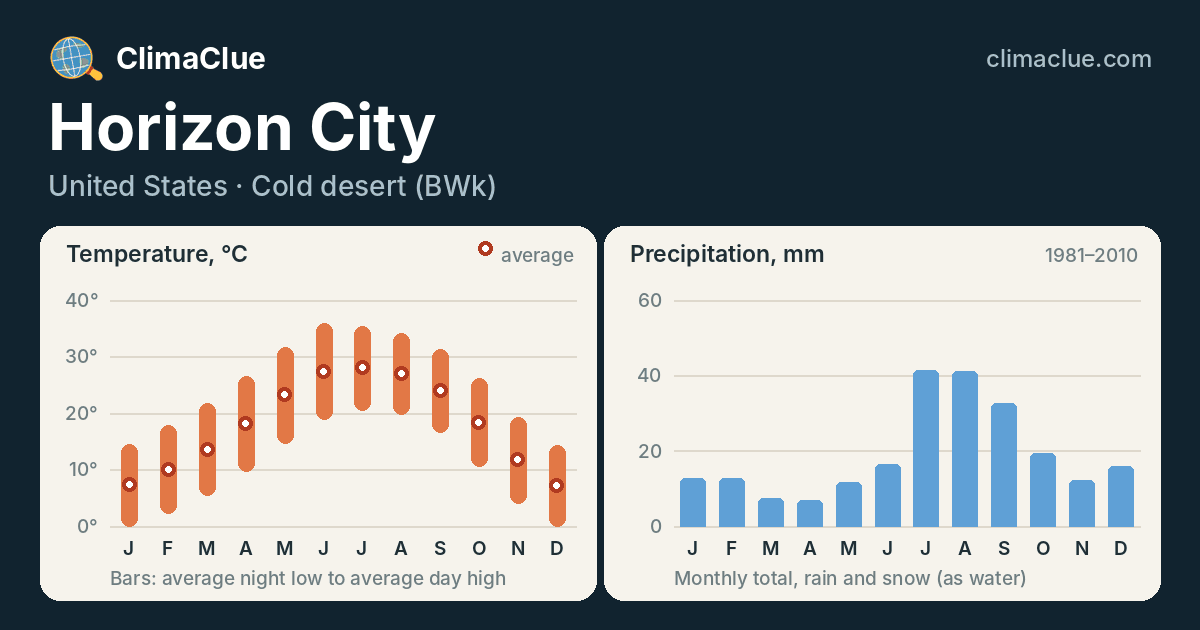 ClimaClue
climaclue.com
Horizon City
United States · Cold desert (BWk)
Temperature, °C
average
40°
30°
20°
10°
0°
J F M A M J J A S O N D
Bars: average night low to average day high
Precipitation, mm
1981–2010
60
40
20
0
J F M A M J J A S O N D
Monthly total, rain and snow (as water)